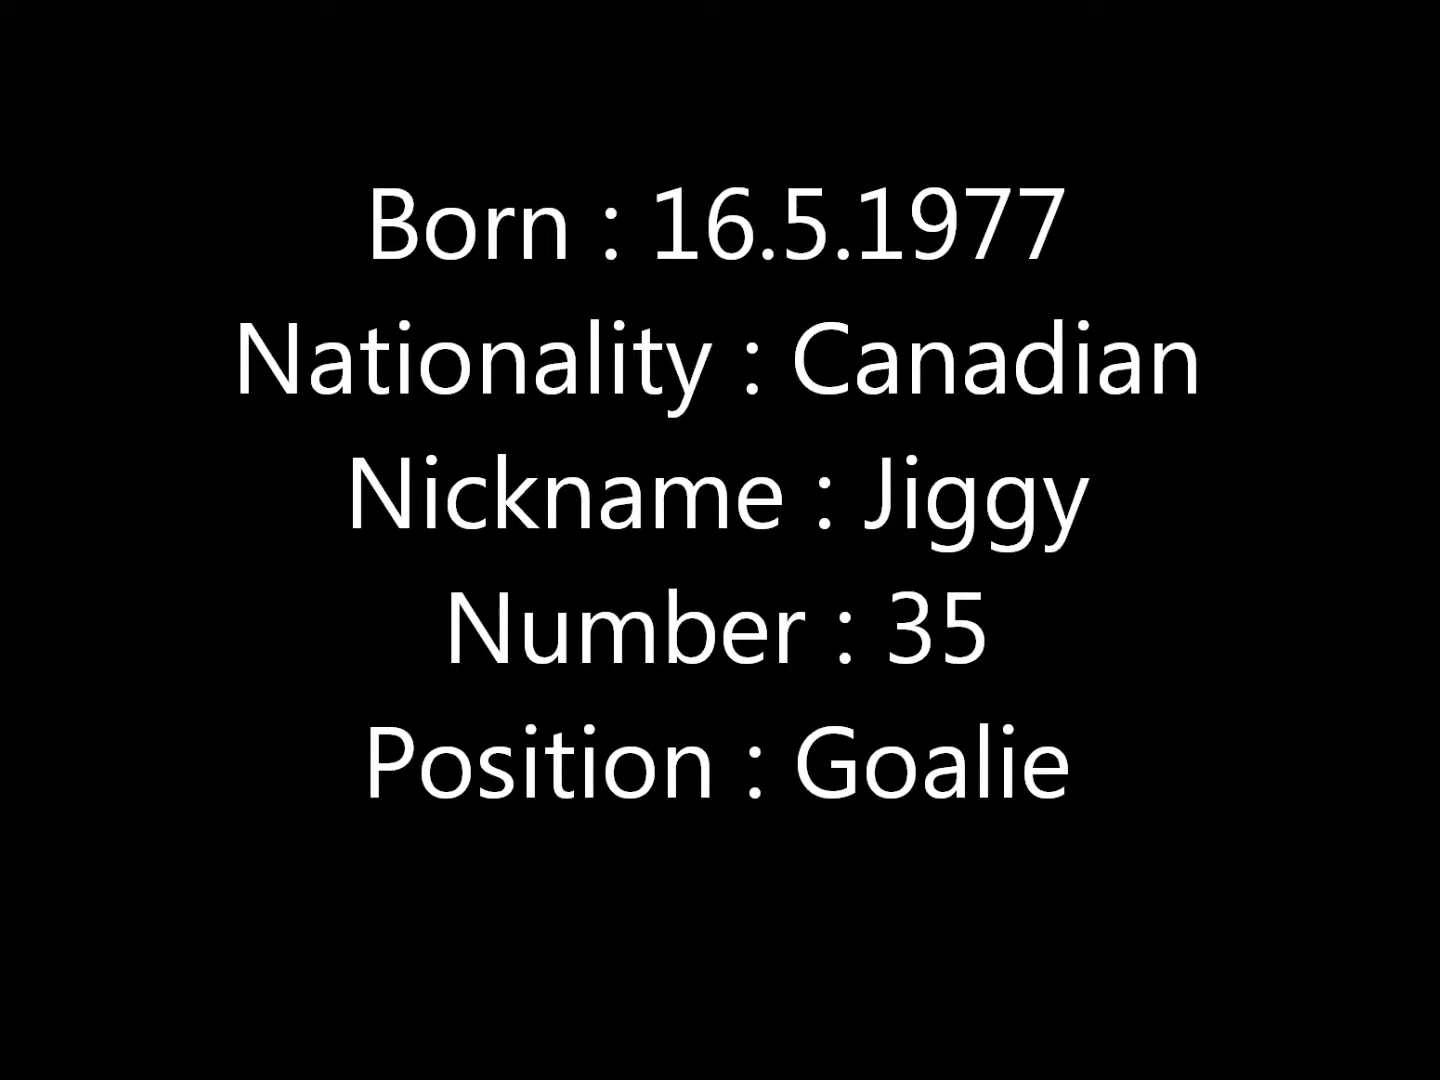 Born : 16.5.1977
Nationality : Canadian
Nickname : Jiggy
Number : 35
Position : Goalie